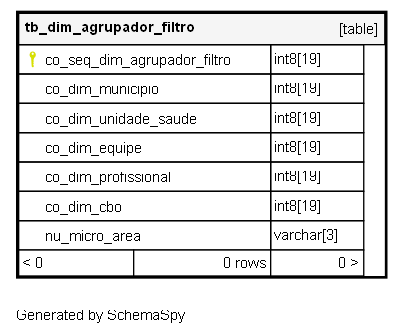 tb_dim_agrupador_filtro [table]
co_seq_dim_agrupador_filtro int8[19]
co_dim_municipio int8[19]
co_dim_unidade_saude int8[19]
co_dim_equipe int8[19]
co_dim_profissional int8[19]
co_dim_cbo int8[19]
nu_micro_area varchar[3]
< 0 0 rows 0 >
Generated by SchemaSpy